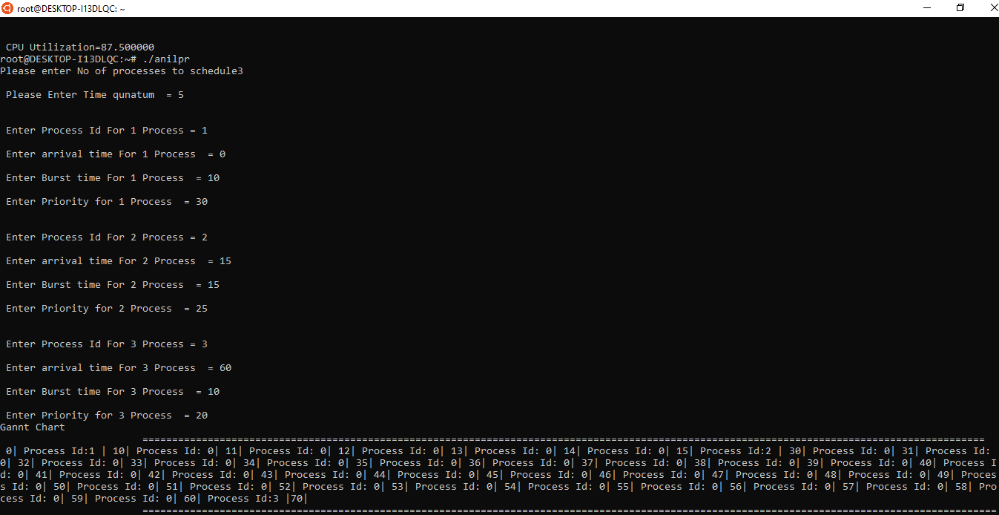 root@DESKTOP-I13DLQC: ~
CPU Utilization=87.500000
root@DESKTOP-I13DLQC:~# ./anilpr
Please enter No of processes to schedule3
Please Enter Time qunatum  = 5
Enter Process Id For 1 Process = 1
Enter arrival time For 1 Process  = 0
Enter Burst time For 1 Process  = 10
Enter Priority for 1 Process  = 30
Enter Process Id For 2 Process = 2
Enter arrival time For 2 Process  = 15
Enter Burst time For 2 Process  = 15
Enter Priority for 2 Process  = 25
Enter Process Id For 3 Process = 3
Enter arrival time For 3 Process  = 60
Enter Burst time For 3 Process  = 10
Enter Priority for 3 Process  = 20
Gannt Chart
==============================================================================================================================================
0| Process Id:1 | 10| Process Id: 0| 11| Process Id: 0| 12| Process Id: 0| 13| Process Id: 0| 14| Process Id: 0| 15| Process Id:2 | 30| Process Id: 0| 31| Process Id:
0| 32| Process Id: 0| 33| Process Id: 0| 34| Process Id: 0| 35| Process Id: 0| 36| Process Id: 0| 37| Process Id: 0| 38| Process Id: 0| 39| Process Id: 0| 40| Process I
d: 0| 41| Process Id: 0| 42| Process Id: 0| 43| Process Id: 0| 44| Process Id: 0| 45| Process Id: 0| 46| Process Id: 0| 47| Process Id: 0| 48| Process Id: 0| 49| Proces
s Id: 0| 50| Process Id: 0| 51| Process Id: 0| 52| Process Id: 0| 53| Process Id: 0| 54| Process Id: 0| 55| Process Id: 0| 56| Process Id: 0| 57| Process Id: 0| 58| Pro
cess Id: 0| 59| Process Id: 0| 60| Process Id:3 |70|
================================================================================================================================================